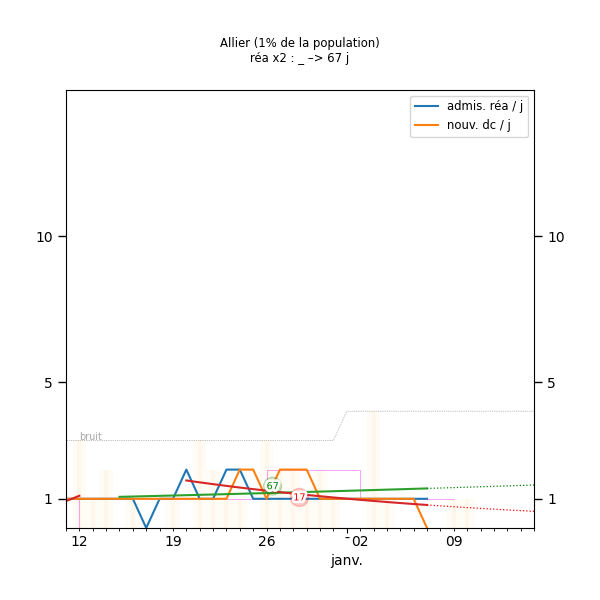 Allier (1% de la population)
réa x2 : _ –> 67 j
admis. réa / j
nouv. dc / j
10
10
5
5
bruit
67
17
1
1
12
19
26
02
09
janv.